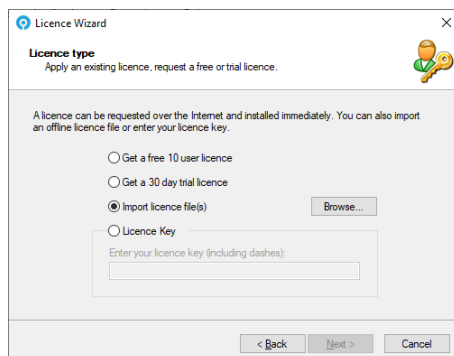 Licence Wizard
Licence type
Apply an existing licence, request a free or trial licence.
A licence can be requested over the Internet and installed immediately. You can also import
an offline licence file or enter your licence key.
Get a free 10 user licence
Get a 30 day trial licence
Import licence file(s)
Browse...
Licence Key
Enter your licence key (including dashes):
< Back
Next >
Cancel